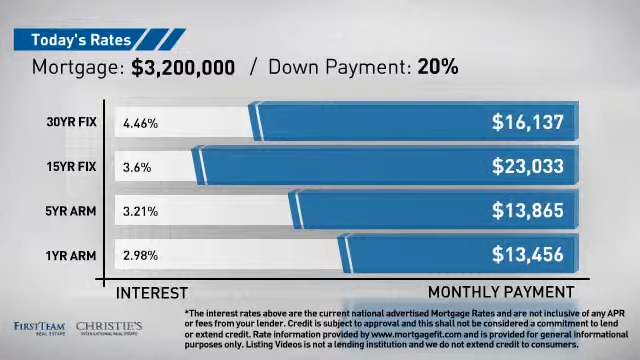 Today's Rates
Mortgage: $3,200,000 / Down Payment: 20%
30YR FIX 4.46% $16,137
15YR FIX 3.6% $23,033
5YR ARM 3.21% $13,865
1YR ARM 2.98% $13,456
INTEREST MONTHLY PAYMENT
*The interest rates above are the current national advertised Mortgage Rates and are not inclusive of any APR
or fees from your lender. Credit is subject to approval and this shall not be considered a commitment to lend
or extend credit. Rate information provided by www.mortgagefit.com and is provided for general informational
purposes only. Listing Videos is not a lending institution and we do not extend credit to consumers.
FIRSTTEAM CHRISTIE'S
REAL ESTATE INTERNATIONAL REAL ESTATE